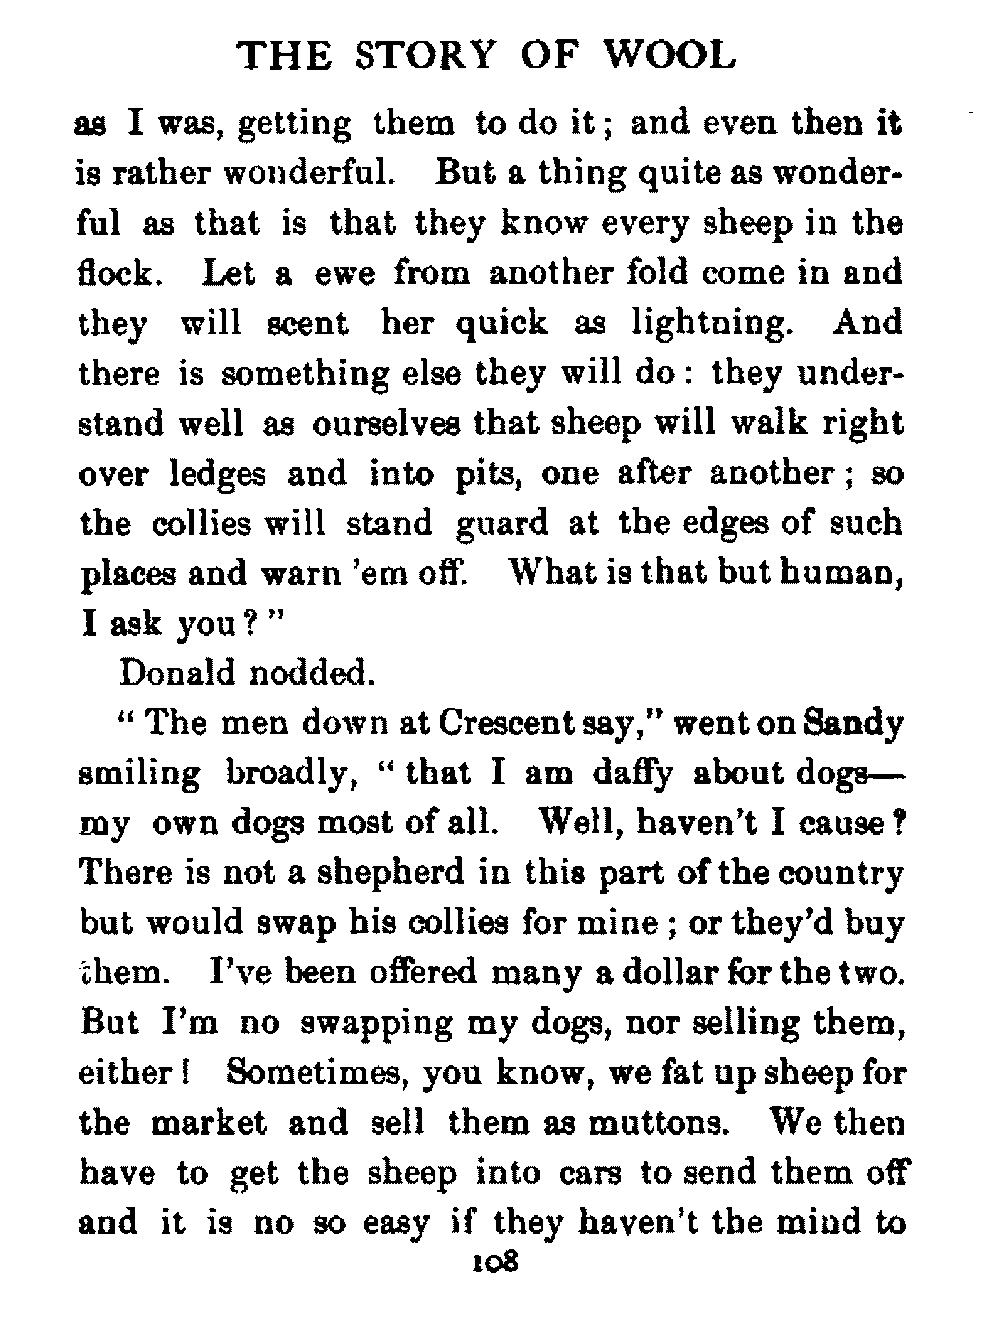 THE STORY OF WOOL
as I was, getting them to do it; and even then it
is rather wonderful. But a thing quite as wonder-
ful as that is that they know every sheep in the
flock. Let a ewe from another fold come in and
they will scent her quick as lightning. And
there is something else they will do: they under-
stand well as ourselves that sheep will walk right
over ledges and into pits, one after another; so
the collies will stand guard at the edges of such
places and warn 'em off. What is that but human,
I ask you?"
Donald nodded.
"The men down at Crescent say," went on Sandy
smiling broadly, "that I am daffy about dogs—
my own dogs most of all. Well, haven't I cause?
There is not a shepherd in this part of the country
but would swap his collies for mine; or they'd buy
them. I've been offered many a dollar for the two.
But I'm no swapping my dogs, nor selling them,
either! Sometimes, you know, we fat up sheep for
the market and sell them as muttons. We then
have to get the sheep into cars to send them off
and it is no so easy if they haven't the mind to
108